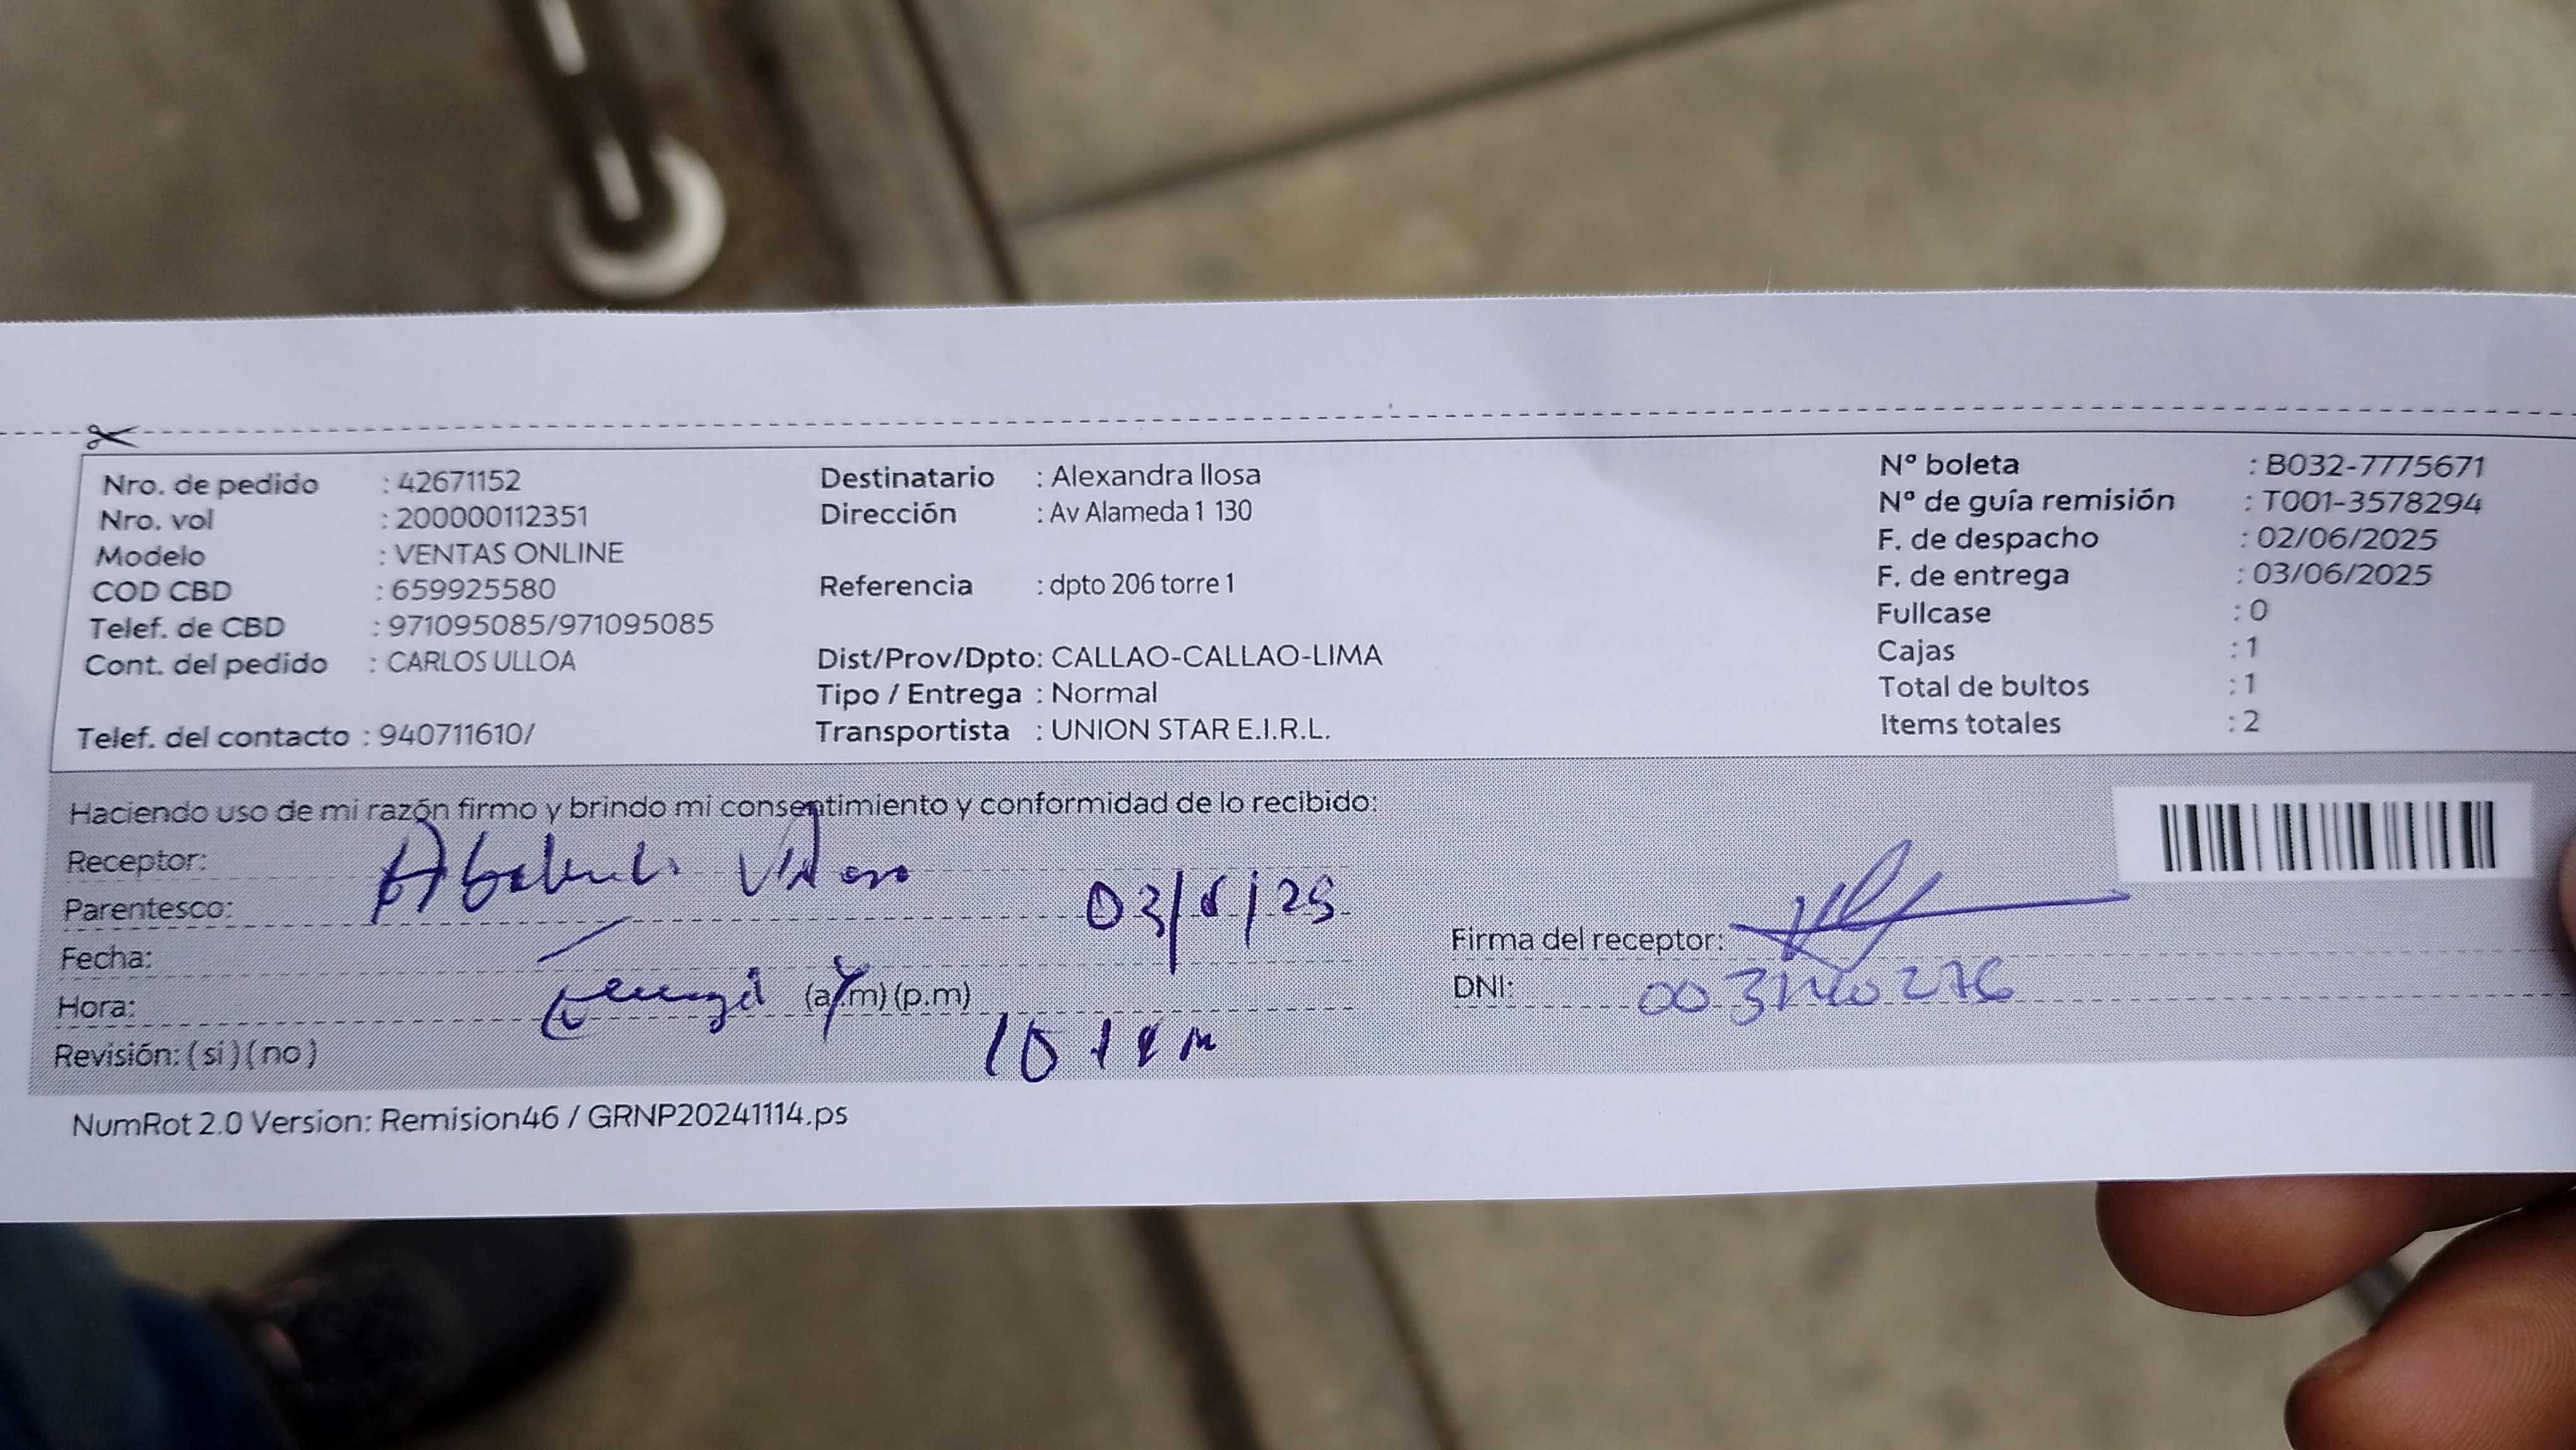 Nro. de pedido : 42671152
Nro. vol : 200000112351
Modelo : VENTAS ONLINE
COD CBD : 659925580
Telef. de CBD : 971095085/971095085
Cont. del pedido : CARLOS ULLOA
Telef. del contacto : 940711610/
Destinatario : Alexandra llosa
Dirección : Av Alameda 1 130
Referencia : dpto 206 torre 1
Dist/Prov/Dpto: CALLAO-CALLAO-LIMA
Tipo / Entrega : Normal
Transportista : UNION STAR E.I.R.L.
Nº boleta : B032-7775671
Nº de guía remisión : T001-3578294
F. de despacho : 02/06/2025
F. de entrega : 03/06/2025
Fullcase : 0
Cajas : 1
Total de bultos : 1
Items totales : 2
Haciendo uso de mi razón firmo y brindo mi consentimiento y conformidad de lo recibido:
Receptor:
Parentesco:
Fecha: 03/6/25
Hora: (a.m) (p.m)
Revisión: ( si ) ( no )
Firma del receptor:
DNI:
NumRot 2.0 Version: Remision46 / GRNP20241114.ps